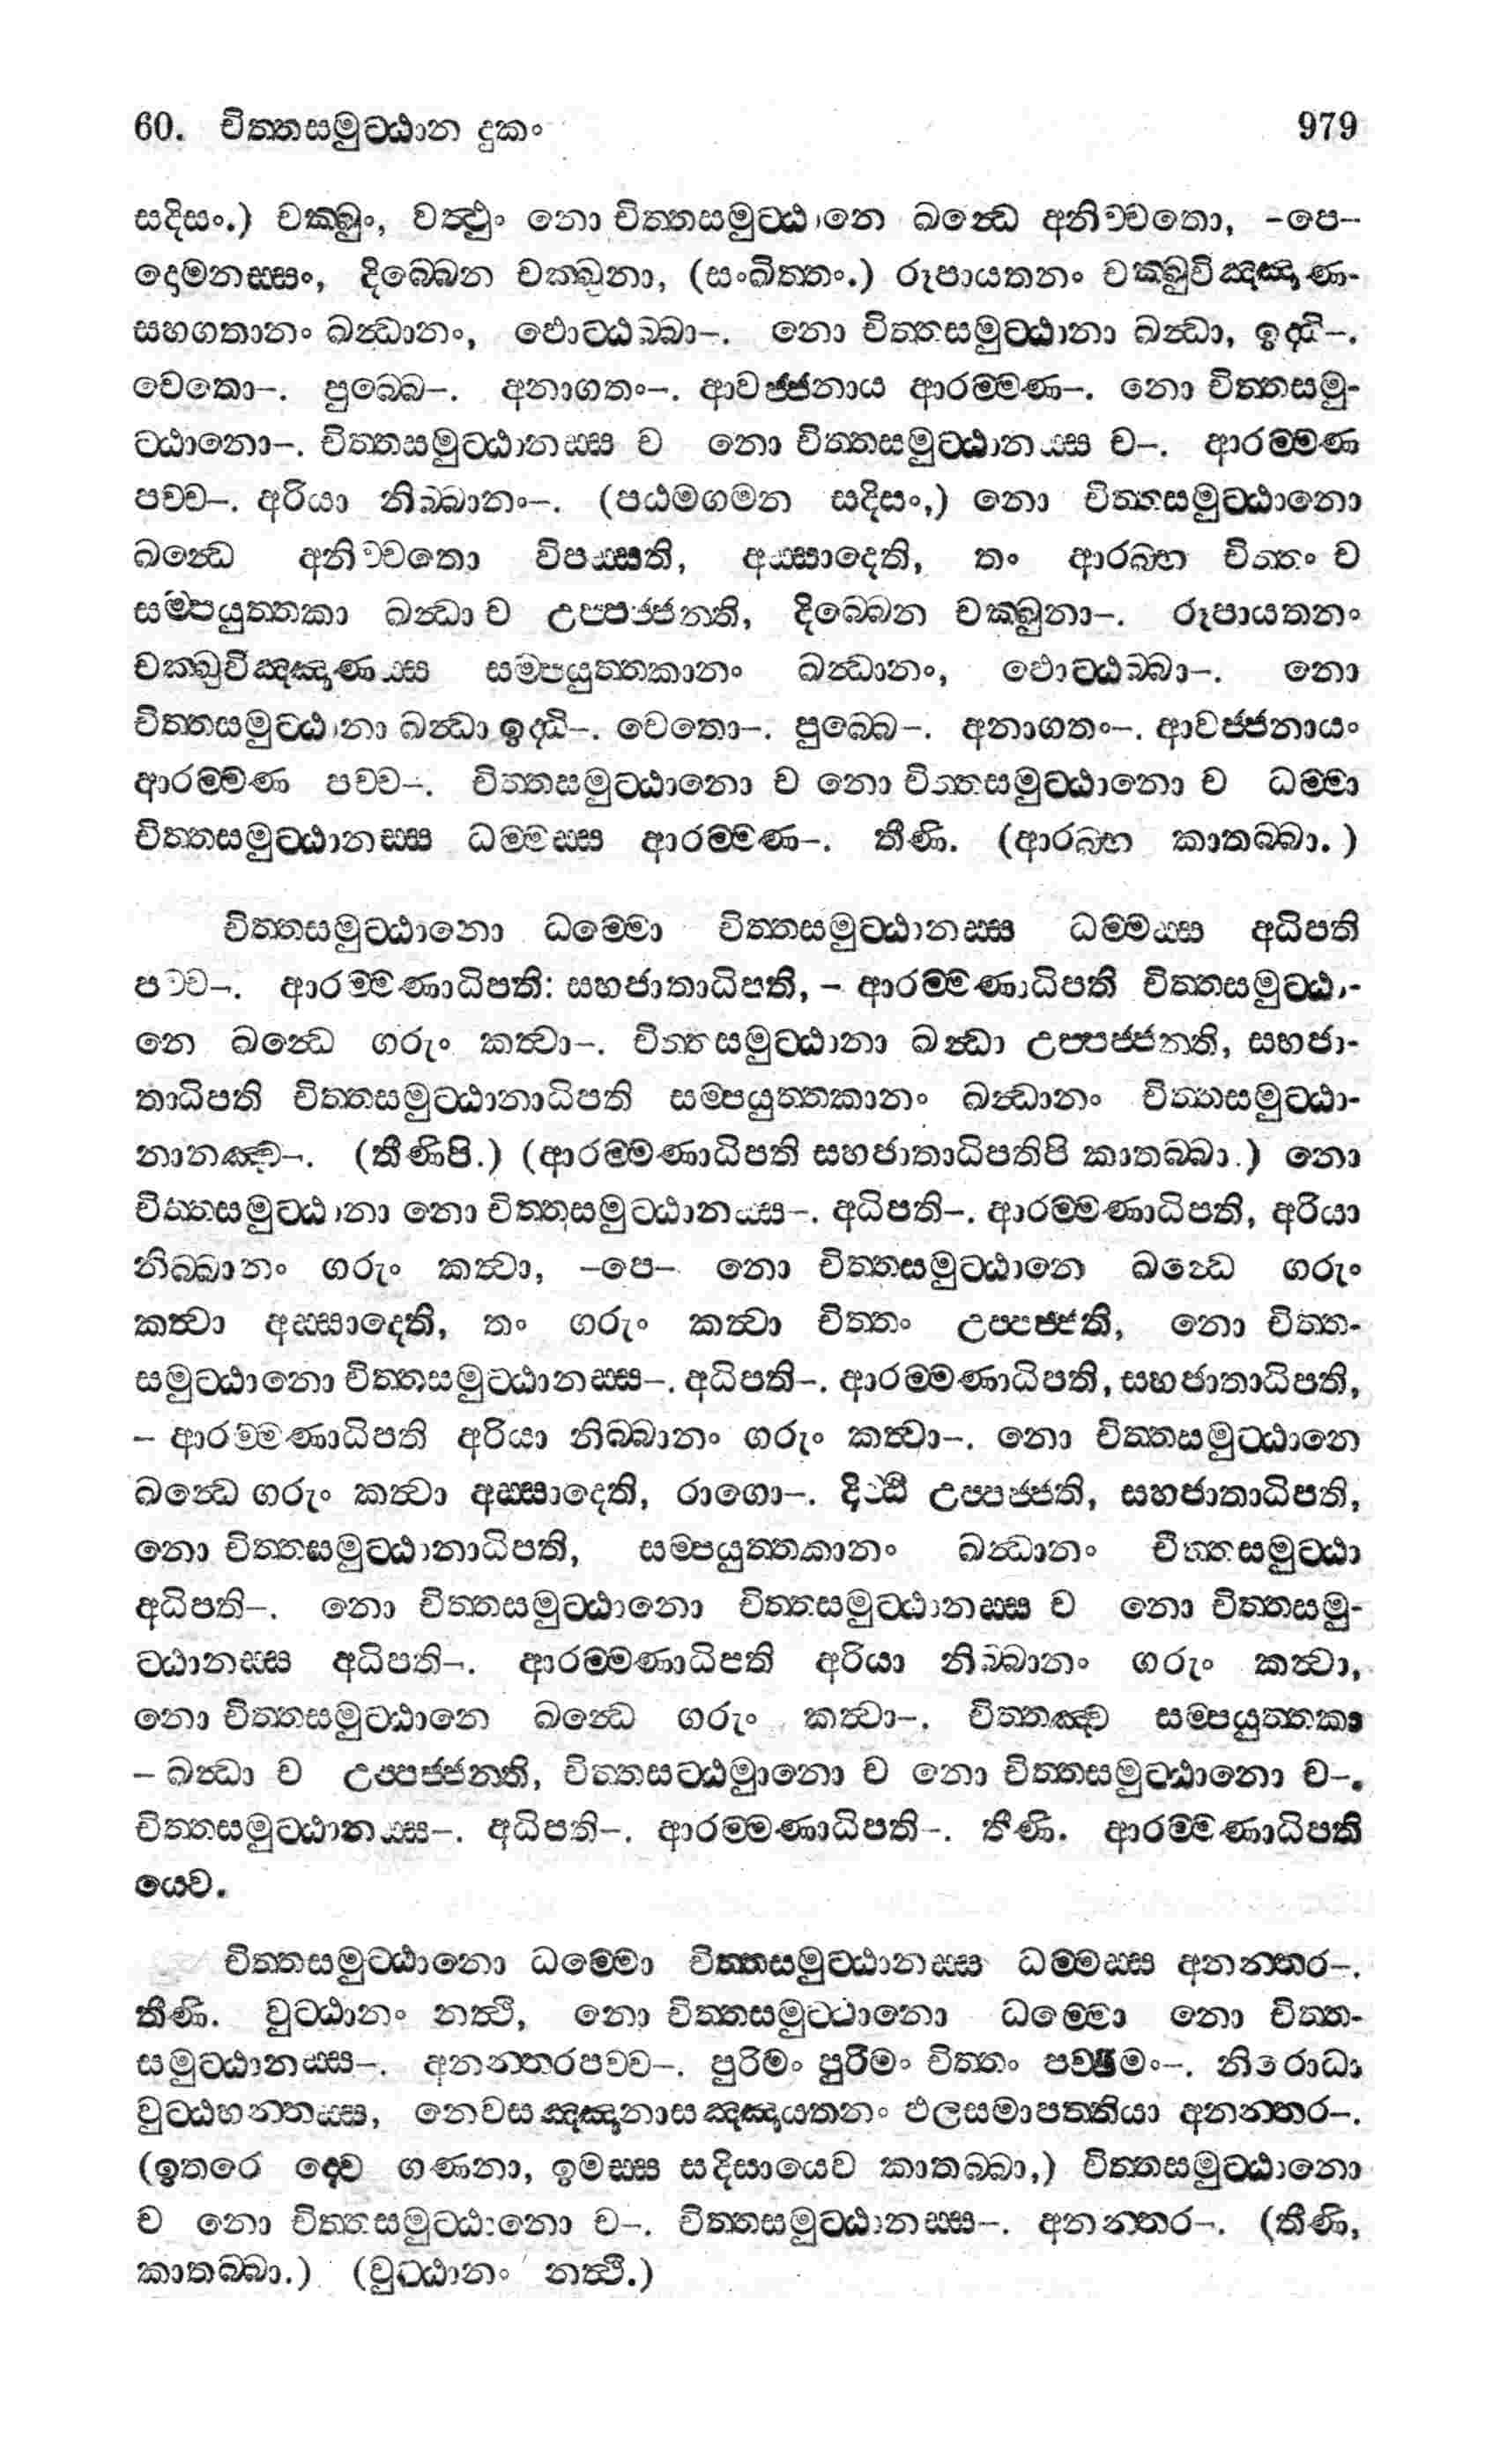 60. චිත්තසමුට්ඨාන දුකං 979
සදිසං.) චක්ඛුං, වත්ථුං නො චිත්තසමුට්ඨානෙ ඛන්ධෙ අනිච්චතො, -පෙ-
දොමනස්සං, දිබ්බෙන චක්ඛුනා, (සංඛිත්තං.) රූපායතනං චක්ඛුවිඤ්ඤාණ-
සහගතානං ඛන්ධානං, ඵොට්ඨබ්බා-. නො චිත්තසමුට්ඨානා ඛන්ධා, ඉද්ධි-.
චෙතො-. පුබ්බෙ-. අනාගතං-. ආවජ්ජනාය ආරම්මණ-. නො චිත්තසමු-
ට්ඨානො-. චිත්තසමුට්ඨානස්ස ච නො චිත්තසමුට්ඨානස්ස ච-. ආරම්මණ
පච්ච-. අරියා නිබ්බානං-. (පඨමගමන සදිසං,) නො චිත්තසමුට්ඨානො
ඛන්ධෙ අනිච්චතො විපස්සති, අස්සාදෙති, තං ආරබ්භ චිත්තං ච
සම්පයුත්තකා ඛන්ධා ච උප්පජ්ජන්ති, දිබ්බෙන චක්ඛුනා-. රූපායතනං
චක්ඛුවිඤ්ඤාණස්ස සම්පයුත්තකානං ඛන්ධානං, ඵොට්ඨබ්බා-. නො
චිත්තසමුට්ඨානා ඛන්ධා ඉද්ධි-. චෙතො-. පුබ්බෙ-. අනාගතං-. ආවජ්ජනායං
ආරම්මණ පච්ච-. චිත්තසමුට්ඨානො ච නො චිත්තසමුට්ඨානො ච ධම්මා
චිත්තසමුට්ඨානස්ස ධම්මස්ස ආරම්මණ-. තීණි. (ආරබ්භ කාතබ්බා.)
චිත්තසමුට්ඨානො ධම්මො චිත්තසමුට්ඨානස්ස ධම්මස්ස අධිපති
පච්ච-. ආරම්මණාධිපති: සහජාතාධිපති, - ආරම්මණාධිපති චිත්තසමුට්ඨා-
නෙ ඛන්ධෙ ගරුං කත්වා-. චිත්තසමුට්ඨානා ඛන්ධා උප්පජ්ජන්ති, සහජා-
තාධිපති චිත්තසමුට්ඨානාධිපති සම්පයුත්තකානං ඛන්ධානං චිත්තසමුට්ඨා-
නානඤ්ච-. (තීණිපි.) (ආරම්මණාධිපති සහජාතාධිපතිපි කාතබ්බා.) නො
චිත්තසමුට්ඨානා නො චිත්තසමුට්ඨානස්ස-. අධිපති-. ආරම්මණාධිපති, අරියා
නිබ්බානං ගරුං කත්වා, -පෙ- නො චිත්තසමුට්ඨානෙ ඛන්ධෙ ගරුං
කත්වා අස්සාදෙති, තං ගරුං කත්වා චිත්තං උප්පජ්ජති, නො චිත්ත-
සමුට්ඨානො චිත්තසමුට්ඨානස්ස-. අධිපති-. ආරම්මණාධිපති, සහජාතාධිපති,
- ආරම්මණාධිපති අරියා නිබ්බානං ගරුං කත්වා-. නො චිත්තසමුට්ඨානෙ
ඛන්ධෙ ගරුං කත්වා අස්සාදෙති, රාගො-. දිට්ඨි උප්පජ්ජති, සහජාතාධිපති,
නො චිත්තසමුට්ඨානාධිපති, සම්පයුත්තකානං ඛන්ධානං චිත්තසමුට්ඨා
අධිපති-. නො චිත්තසමුට්ඨානො චිත්තසමුට්ඨානස්ස ච නො චිත්තසමු-
ට්ඨානස්ස අධිපති-. ආරම්මණාධිපති අරියා නිබ්බානං ගරුං කත්වා,
නො චිත්තසමුට්ඨානෙ ඛන්ධෙ ගරුං කත්වා-. චිත්තඤ්ච සම්පයුත්තකා
- ඛන්ධා ච උප්පජ්ජන්ති, චිත්තසට්ඨමුානො ච නො චිත්තසමුට්ඨානො ච-.
චිත්තසමුට්ඨානස්ස-. අධිපති-. ආරම්මණාධිපති-. තීණි. ආරම්මණාධිපති
යෙව.
චිත්තසමුට්ඨානො ධම්මො චිත්තසමුට්ඨානස්ස ධම්මස්ස අනන්තර-.
තීණි. වුට්ඨානං නත්ථි, නො චිත්තසමුට්ඨානො ධම්මො නො චිත්ත-
සමුට්ඨානස්ස-. අනන්තරපච්ච-. පුරිමං පුරිමං චිත්තං පච්ඡිමං-. නිරොධා
වුට්ඨහන්තස්ස, නෙවසඤ්ඤානාසඤ්ඤායතනං ඵලසමාපත්තියා අනන්තර-.
(ඉතරෙ ද්වෙ ගණනා, ඉමස්ස සදිසායෙව කාතබ්බා,) චිත්තසමුට්ඨානො
ච නො චිත්තසමුට්ඨානො ච-. චිත්තසමුට්ඨානස්ස-. අනන්තර-. (තීණි,
කාතබ්බා.) (වුට්ඨානං නත්ථි.)